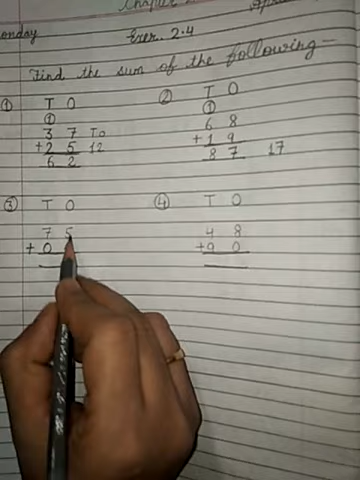 onday Exer. 2.4
Find the sum of the following:-
① T O ② T O
① ①
3 7 TO 6 8
+2 5 12 +1 9
6 2 8 7 17
③ T O ④ T O
7 5 4 8
+ 0 +9 0